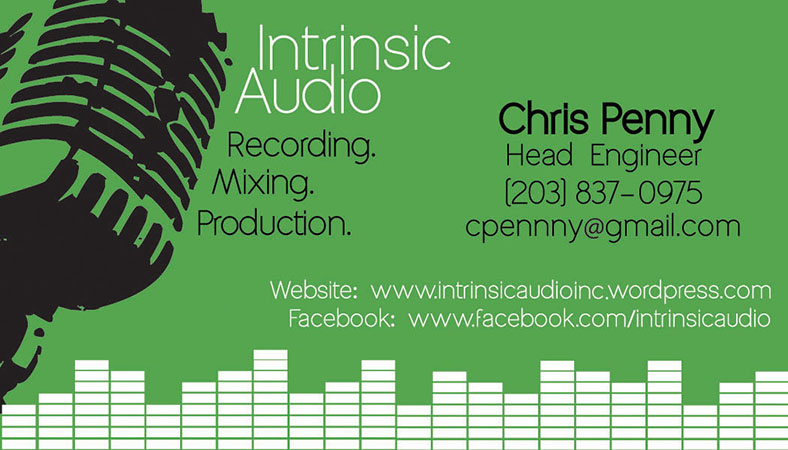 Intrinsic
Audio
Recording.
Mixing.
Production.
Chris Penny
Head Engineer
(203) 837-0975
cpennny@gmail.com
Website: www.intrinsicaudioinc.wordpress.com
Facebook: www.facebook.com/intrinsicaudio